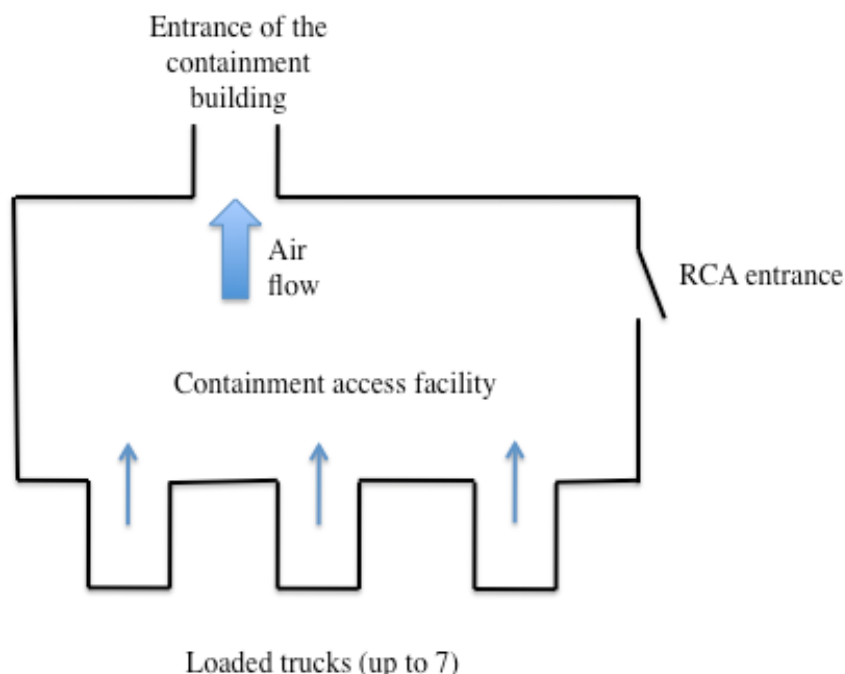 Entrance of the
containment
building
Air
flow
RCA entrance
Containment access facility
Loaded trucks (up to 7)